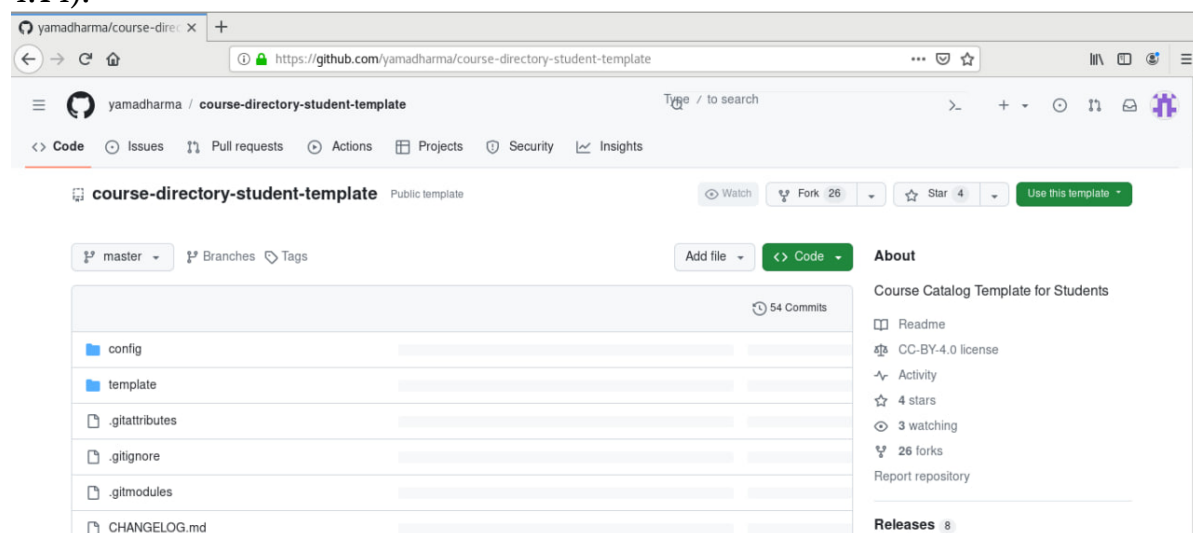 yamadharma/course-direc
https://github.com/yamadharma/course-directory-student-template
yamadharma / course-directory-student-template
Type / to search
Code Issues Pull requests Actions Projects Security Insights
course-directory-student-template Public template
Watch Fork 26 Star 4 Use this template
master Branches Tags Add file Code
54 Commits
config
template
.gitattributes
.gitignore
.gitmodules
CHANGELOG.md
About
Course Catalog Template for Students
Readme
CC-BY-4.0 license
Activity
4 stars
3 watching
26 forks
Report repository
Releases 8